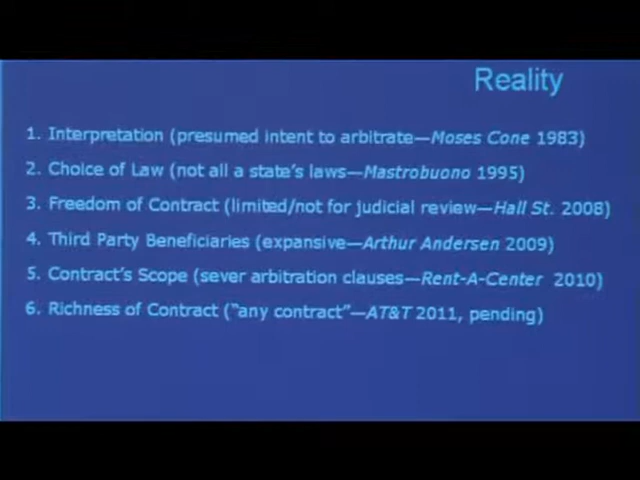 Reality
1. Interpretation (presumed intent to arbitrate—Moses Cone 1983)
2. Choice of Law (not all a state's laws—Mastrobuono 1995)
3. Freedom of Contract (limited/not for judicial review—Hall St. 2008)
4. Third Party Beneficiaries (expansive—Arthur Andersen 2009)
5. Contract's Scope (sever arbitration clauses—Rent-A-Center 2010)
6. Richness of Contract ("any contract"—AT&T 2011, pending)